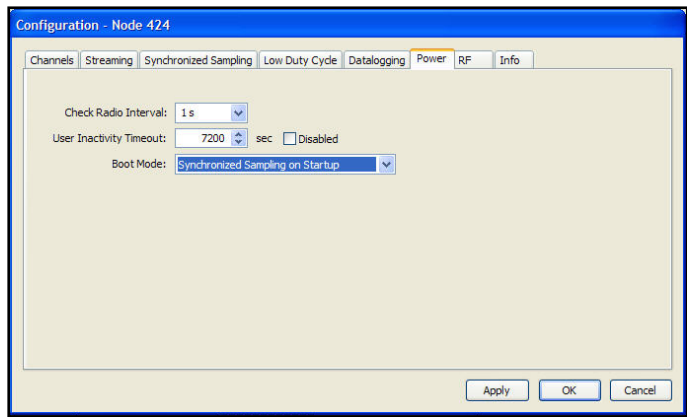 Configuration - Node 424
Channels Streaming Synchronized Sampling Low Duty Cycle Datalogging Power RF Info
Check Radio Interval: 1 s
User Inactivity Timeout: 7200 sec Disabled
Boot Mode: Synchronized Sampling on Startup
Apply OK Cancel